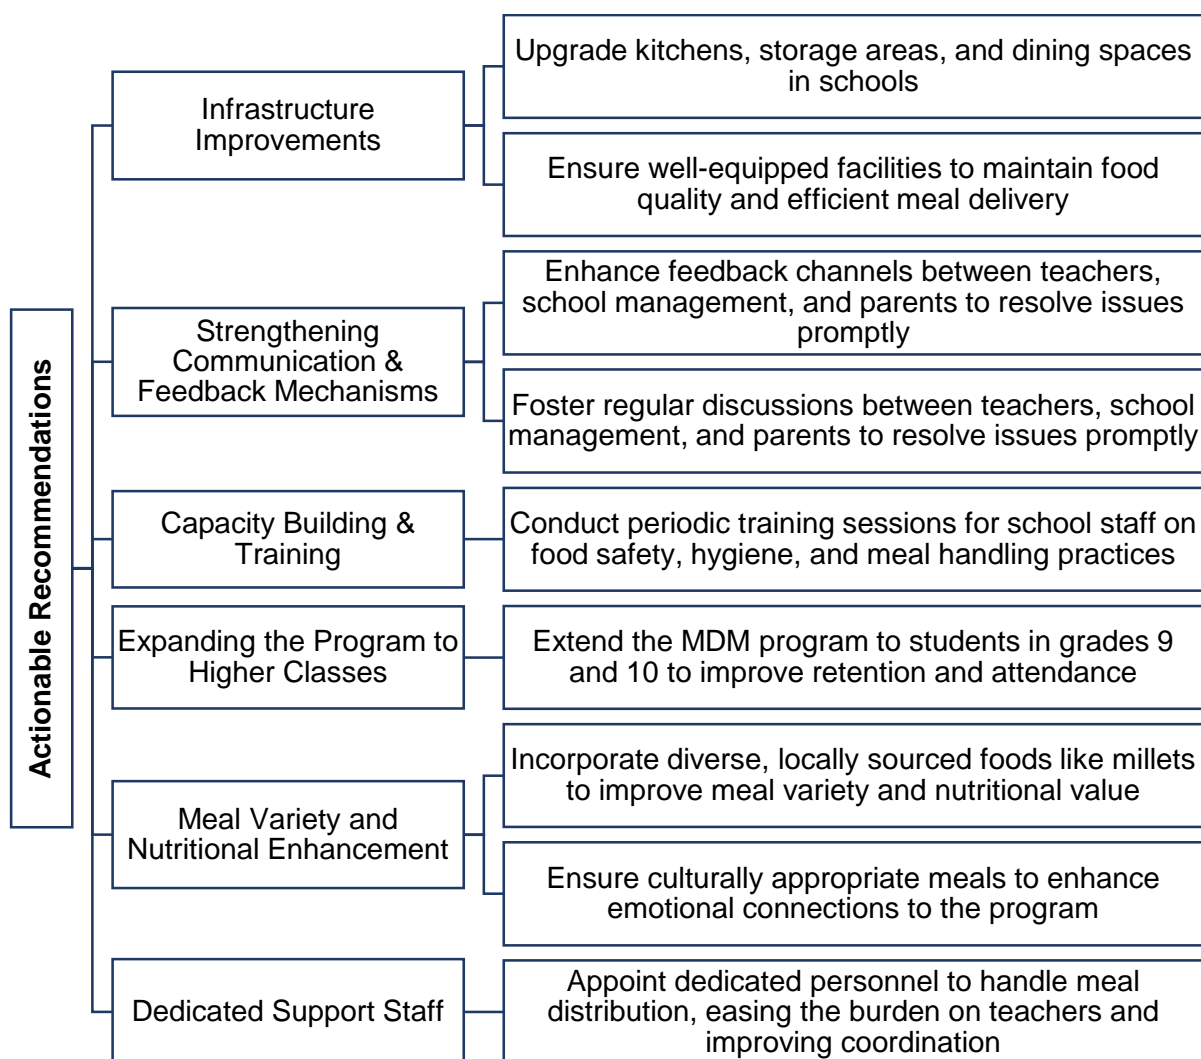 Actionable Recommendations
Infrastructure
Improvements
Upgrade kitchens, storage areas, and dining spaces
in schools
Ensure well-equipped facilities to maintain food
quality and efficient meal delivery
Strengthening
Communication &
Feedback Mechanisms
Enhance feedback channels between teachers,
school management, and parents to resolve issues
promptly
Foster regular discussions between teachers, school
management, and parents to resolve issues promptly
Capacity Building &
Training
Conduct periodic training sessions for school staff on
food safety, hygiene, and meal handling practices
Expanding the Program to
Higher Classes
Extend the MDM program to students in grades 9
and 10 to improve retention and attendance
Meal Variety and
Nutritional Enhancement
Incorporate diverse, locally sourced foods like millets
to improve meal variety and nutritional value
Ensure culturally appropriate meals to enhance
emotional connections to the program
Dedicated Support Staff
Appoint dedicated personnel to handle meal
distribution, easing the burden on teachers and
improving coordination